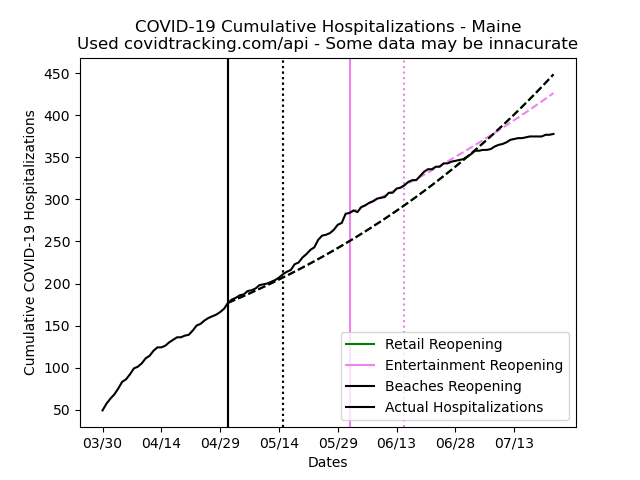 COVID-19 Cumulative Hospitalizations - Maine
Used covidtracking.com/api - Some data may be innacurate
Cumulative COVID-19 Hospitalizations
450
400
350
300
250
200
150
100
50
Retail Reopening
Entertainment Reopening
Beaches Reopening
Actual Hospitalizations
03/30 04/14 04/29 05/14 05/29 06/13 06/28 07/13
Dates